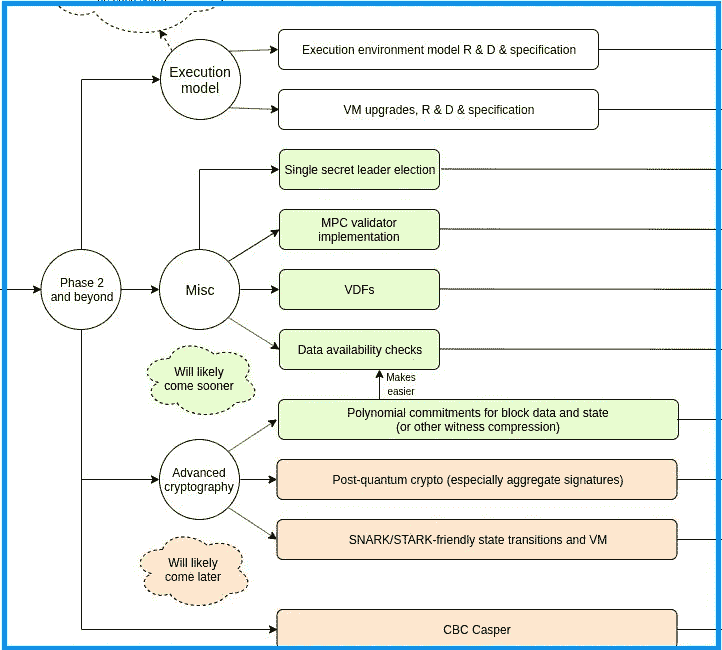 Execution
model
Execution environment model R & D & specification
VM upgrades, R & D & specification
Single secret leader election
MPC validator
implementation
Phase 2
and beyond
Misc
VDFs
Data availability checks
Will likely
come sooner
Makes
easier
Polynomial commitments for block data and state
(or other witness compression)
Advanced
cryptography
Post-quantum crypto (especially aggregate signatures)
SNARK/STARK-friendly state transitions and VM
Will likely
come later
CBC Casper